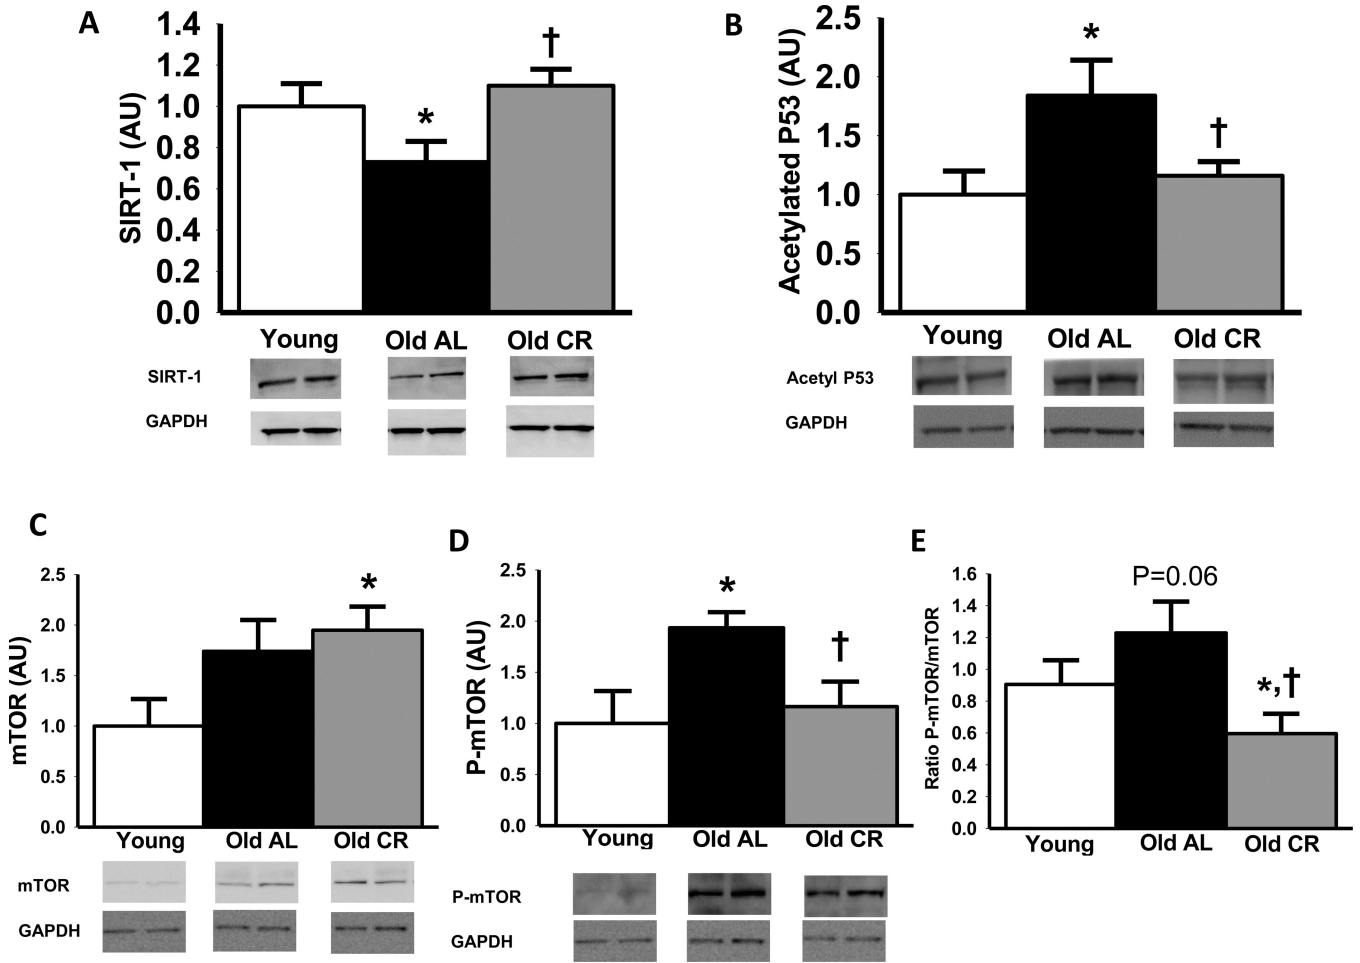 A
SIRT-1 (AU)
1.4
1.2
1.0
0.8
0.6
0.4
0.2
0.0
*
†
Young Old AL Old CR
SIRT-1
GAPDH
B
Acetylated P53 (AU)
2.5
2.0
1.5
1.0
0.5
0.0
*
†
Young Old AL Old CR
Acetyl P53
GAPDH
C
mTOR (AU)
2.5
2.0
1.5
1.0
0.5
0.0
*
Young Old AL Old CR
mTOR
GAPDH
D
P-mTOR (AU)
2.5
2.0
1.5
1.0
0.5
0.0
*
†
Young Old AL Old CR
P-mTOR
GAPDH
E
Ratio P-mTOR/mTOR
1.6
1.4
1.2
1.0
0.8
0.6
0.4
0.2
0.0
P=0.06
*,†
Young Old AL Old CR